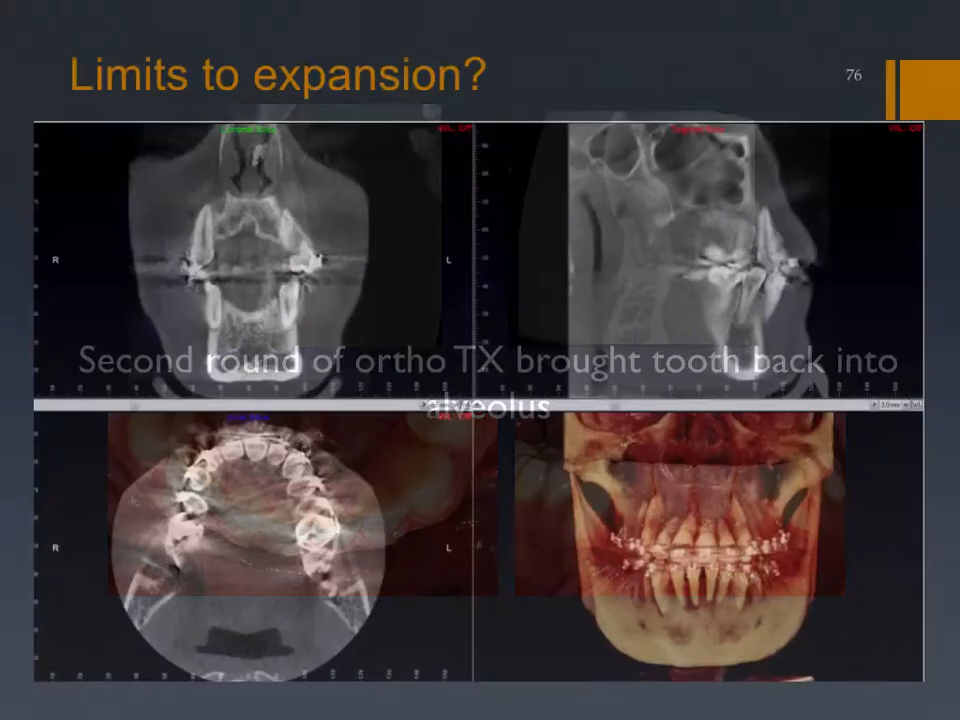 Limits to expansion?
76
R
L
Second round of ortho TX brought tooth back into
alveolus
R
L